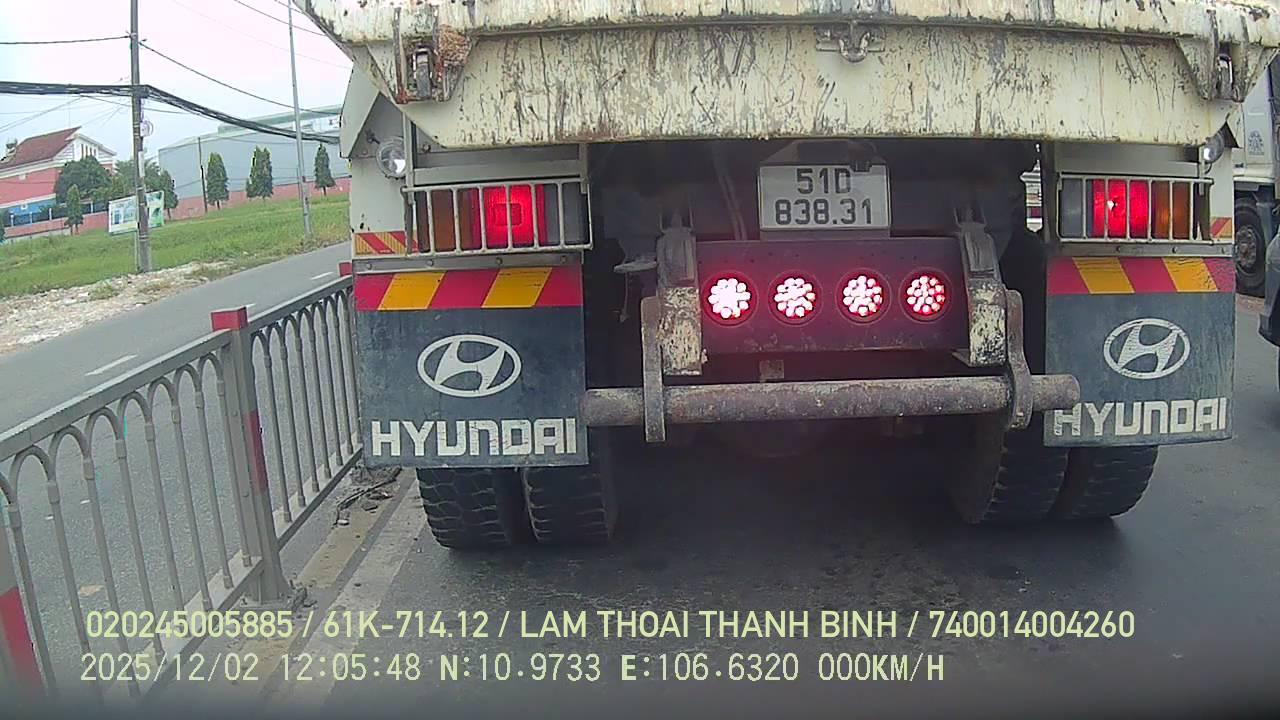 51D
838.31
HYUNDAI
HYUNDAI
020245005885 / 61K-714.12 / LAM THOAI THANH BINH / 740014004260
2025/12/02 12:05:48 N:10.9733 E:106.6320 000KM/H